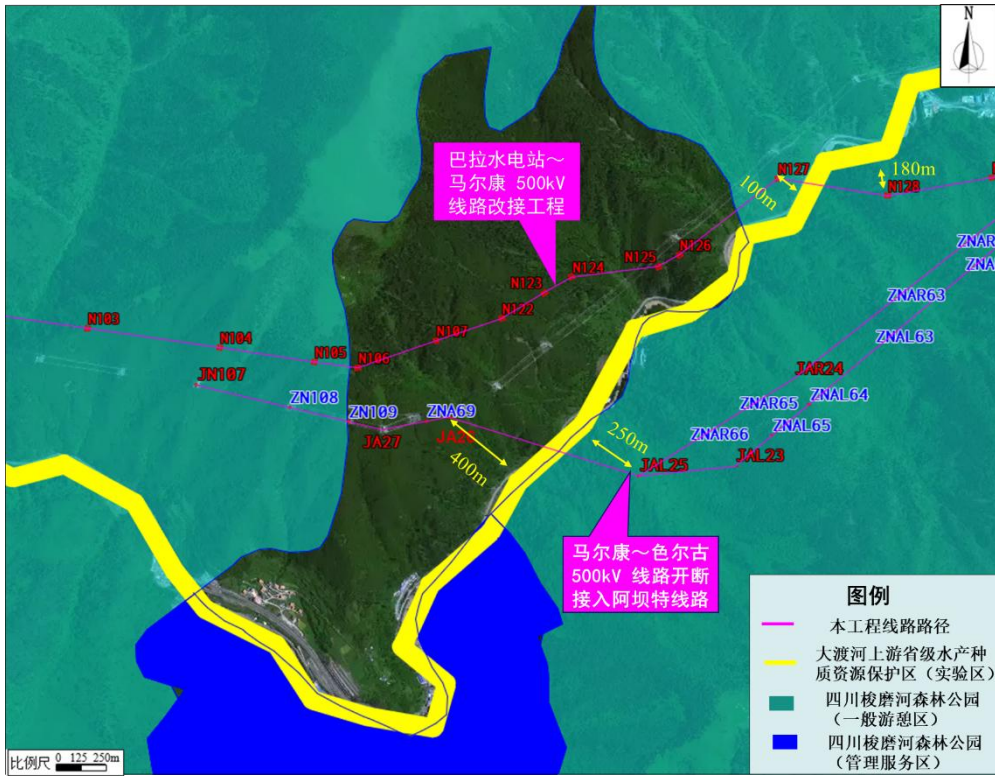 N
巴拉水电站～
马尔康 500kV
线路改接工程
N127
180m
N128
100m
N126
N125
N124
N123
N122
N107
N106
N105
N104
N103
ZNAR
ZNA
ZNAR63
ZNAL63
JAR24
ZNAL64
ZNAR65
ZNAL65
ZNAR66
JAL23
JAL25
250m
JN107
ZN108
ZN109
ZNA69
JA27
400m
马尔康～色尔古
500kV 线路开断
接入阿坝特线路
图例
本工程线路路径
大渡河上游省级水产种
质资源保护区（实验区）
四川梭磨河森林公园
（一般游憩区）
四川梭磨河森林公园
（管理服务区）
比例尺 0 125 250m